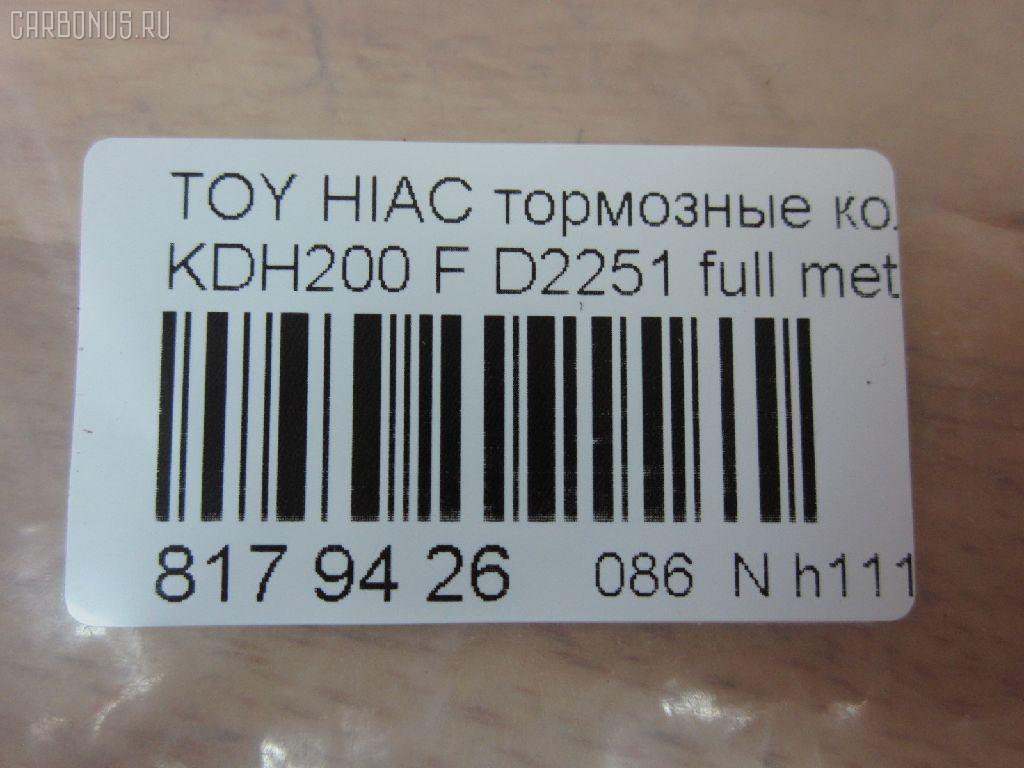 CARBONUS.RU
TOY HIAC тормозные ко
KDH200 F D2251 full met
817 94 26 086 N h111